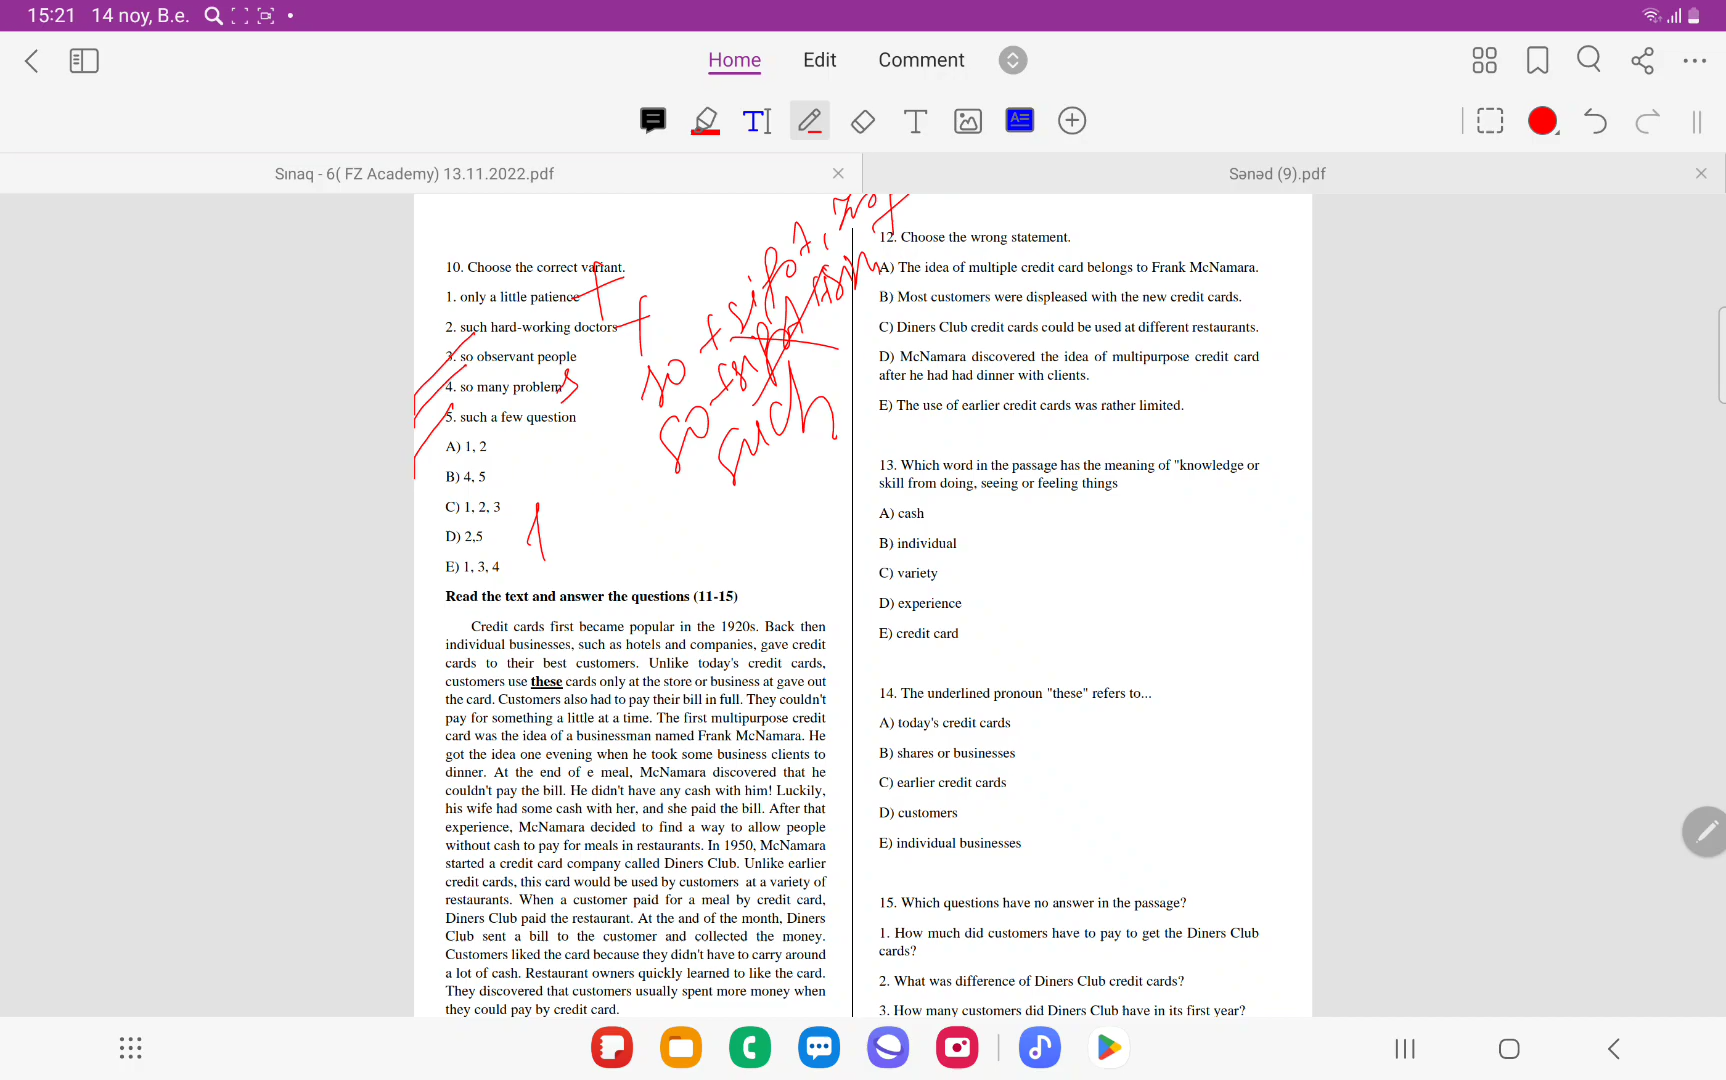 15:21 14 noy, B.e.
Home Edit Comment
Sınaq - 6( FZ Academy) 13.11.2022.pdf
Sənəd (9).pdf
10. Choose the correct variant.
1. only a little patience
2. such hard-working doctors
3. so observant people
4. so many problems
5. such a few question
A) 1, 2
B) 4, 5
C) 1, 2, 3
D) 2,5
E) 1, 3, 4
so
so
such
Read the text and answer the questions (11-15)
Credit cards first became popular in the 1920s. Back then
individual businesses, such as hotels and companies, gave credit
cards to their best customers. Unlike today's credit cards,
customers use these cards only at the store or business at gave out
the card. Customers also had to pay their bill in full. They couldn't
pay for something a little at a time. The first multipurpose credit
card was the idea of a businessman named Frank McNamara. He
got the idea one evening when he took some business clients to
dinner. At the end of e meal, McNamara discovered that he
couldn't pay the bill. He didn't have any cash with him! Luckily,
his wife had some cash with her, and she paid the bill. After that
experience, McNamara decided to find a way to allow people
without cash to pay for meals in restaurants. In 1950, McNamara
started a credit card company called Diners Club. Unlike earlier
credit cards, this card would be used by customers at a variety of
restaurants. When a customer paid for a meal by credit card,
Diners Club paid the restaurant. At the and of the month, Diners
Club sent a bill to the customer and collected the money.
Customers liked the card because they didn't have to carry around
a lot of cash. Restaurant owners quickly learned to like the card.
They discovered that customers usually spent more money when
they could pay by credit card.
12. Choose the wrong statement.
A) The idea of multiple credit card belongs to Frank McNamara.
B) Most customers were displeased with the new credit cards.
C) Diners Club credit cards could be used at different restaurants.
D) McNamara discovered the idea of multipurpose credit card
after he had had dinner with clients.
E) The use of earlier credit cards was rather limited.
13. Which word in the passage has the meaning of "knowledge or
skill from doing, seeing or feeling things
A) cash
B) individual
C) variety
D) experience
E) credit card
14. The underlined pronoun "these" refers to...
A) today's credit cards
B) shares or businesses
C) earlier credit cards
D) customers
E) individual businesses
15. Which questions have no answer in the passage?
1. How much did customers have to pay to get the Diners Club
cards?
2. What was difference of Diners Club credit cards?
3. How many customers did Diners Club have in its first year?